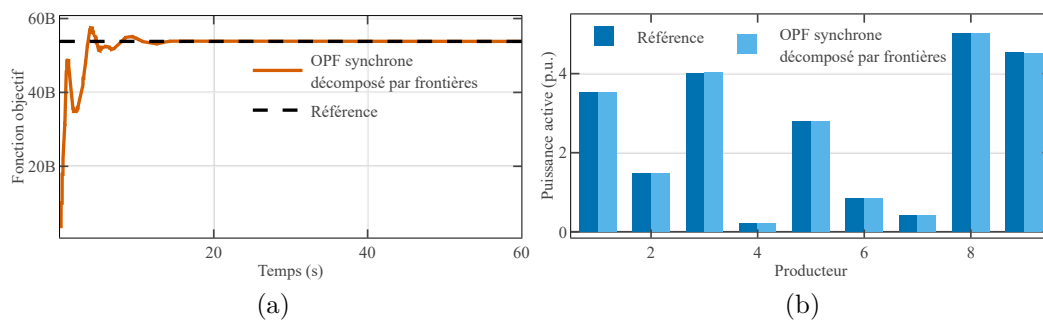 60B
40B
20B
Fonction objectif
OPF synchrone
décomposé par frontières
Référence
20
40
60
Temps (s)
(a)
4
2
0
Puissance active (p.u.)
Référence
OPF synchrone
décomposé par frontières
2
4
6
8
Producteur
(b)